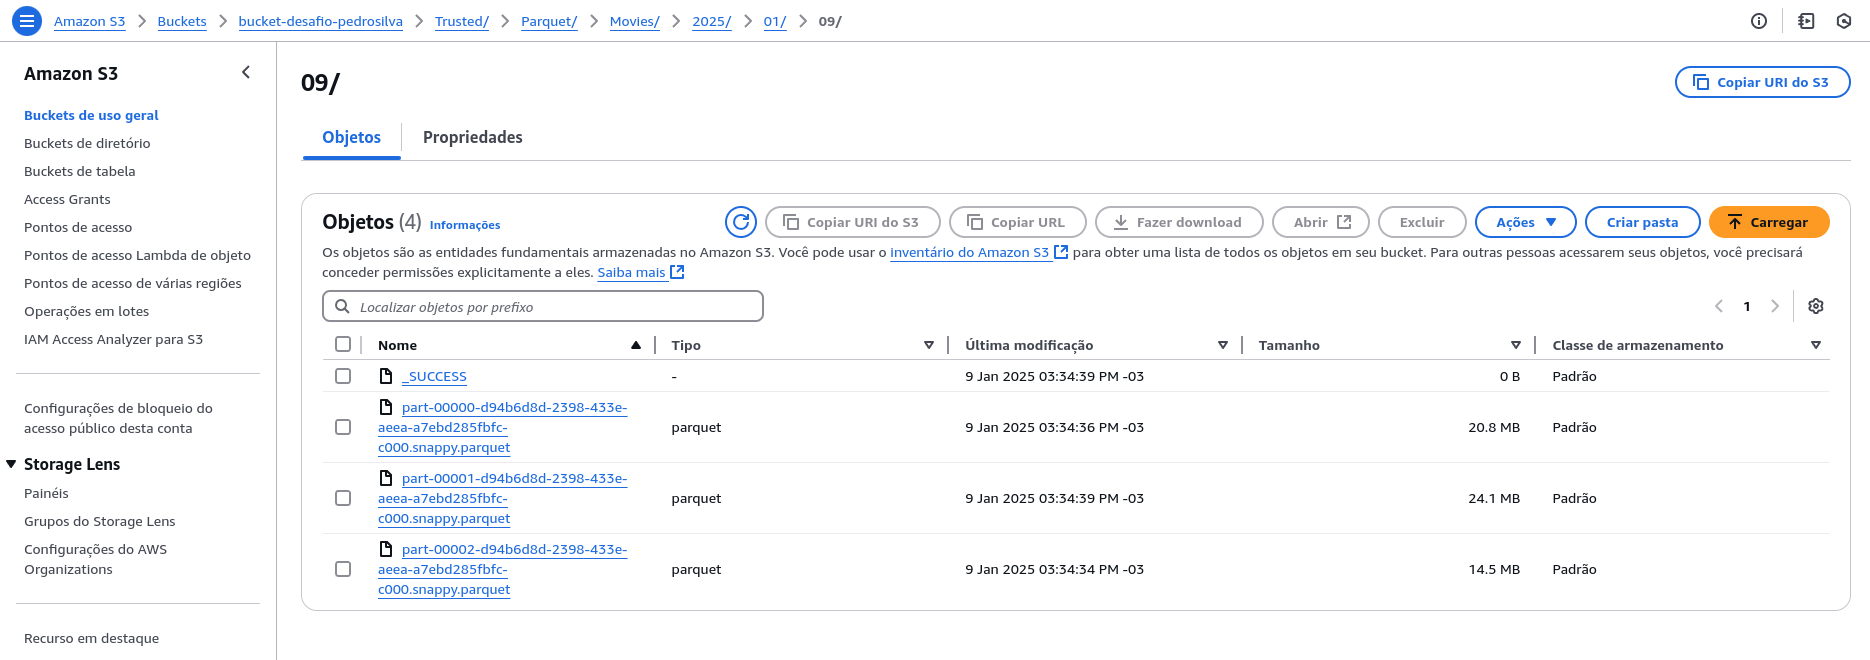 Amazon S3 > Buckets > bucket-desafio-pedrosilva > Trusted/ > Parquet/ > Movies/ > 2025/ > 01/ > 09/
Amazon S3
Buckets de uso geral
Buckets de diretório
Buckets de tabela
Access Grants
Pontos de acesso
Pontos de acesso Lambda de objeto
Pontos de acesso de várias regiões
Operações em lotes
IAM Access Analyzer para S3
Configurações de bloqueio do
acesso público desta conta
Storage Lens
Painéis
Grupos do Storage Lens
Configurações do AWS
Organizations
Recurso em destaque
09/
Copiar URI do S3
Objetos
Propriedades
Objetos (4) Informações
Copiar URI do S3
Copiar URL
Fazer download
Abrir
Excluir
Ações
Criar pasta
Carregar
Os objetos são as entidades fundamentais armazenadas no Amazon S3. Você pode usar o inventário do Amazon S3 para obter uma lista de todos os objetos em seu bucket. Para outras pessoas acessarem seus objetos, você precisará
conceder permissões explicitamente a eles. Saiba mais
Localizar objetos por prefixo
1
Nome Tipo Última modificação Tamanho Classe de armazenamento
_SUCCESS - 9 Jan 2025 03:34:39 PM -03 0 B Padrão
part-00000-d94b6d8d-2398-433e-
aeea-a7ebd285fbfc- parquet 9 Jan 2025 03:34:36 PM -03 20.8 MB Padrão
c000.snappy.parquet
part-00001-d94b6d8d-2398-433e-
aeea-a7ebd285fbfc- parquet 9 Jan 2025 03:34:39 PM -03 24.1 MB Padrão
c000.snappy.parquet
part-00002-d94b6d8d-2398-433e-
aeea-a7ebd285fbfc- parquet 9 Jan 2025 03:34:34 PM -03 14.5 MB Padrão
c000.snappy.parquet